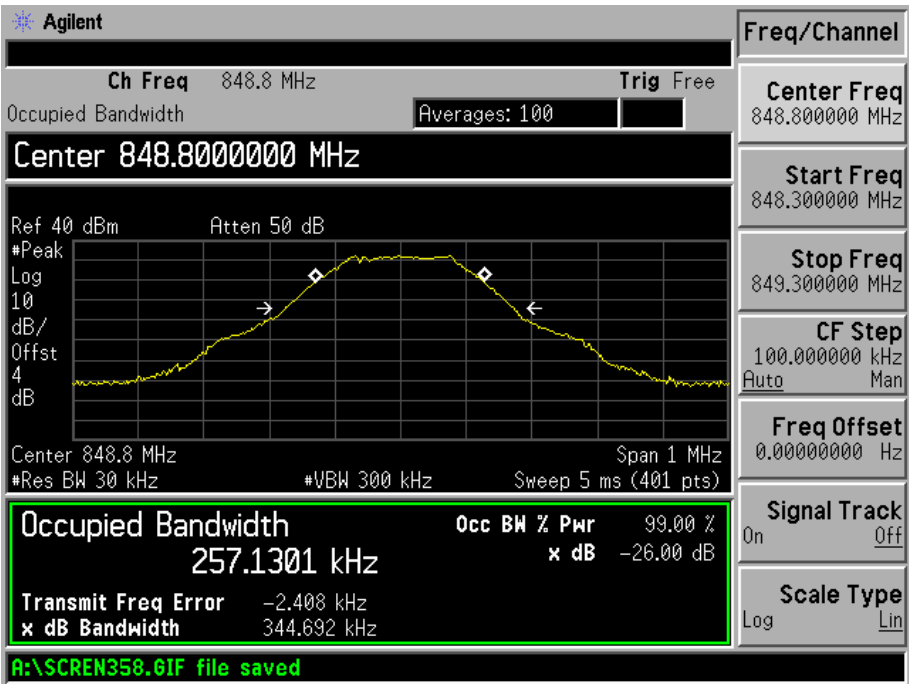 Agilent
Freq/Channel
Ch Freq 848.8 MHz Trig Free
Occupied Bandwidth Averages: 100
Center 848.8000000 MHz
Ref 40 dBm Atten 50 dB
#Peak
Log
10
dB/
Offst
4
dB
Center 848.8 MHz Span 1 MHz
#Res BW 30 kHz #VBW 300 kHz Sweep 5 ms (401 pts)
Occupied Bandwidth Occ BW % Pwr 99.00 %
257.1301 kHz x dB -26.00 dB
Transmit Freq Error -2.408 kHz
x dB Bandwidth 344.692 kHz
A:\SCREN358.GIF file saved
Center Freq
848.800000 MHz
Start Freq
848.300000 MHz
Stop Freq
849.300000 MHz
CF Step
100.000000 kHz
Auto Man
Freq Offset
0.00000000 Hz
Signal Track
On Off
Scale Type
Log Lin